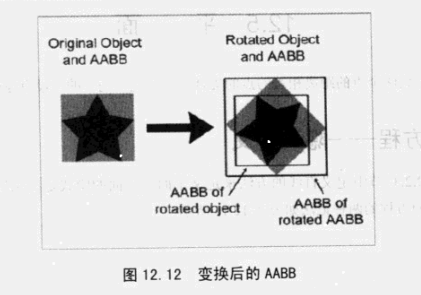 Original Object
and AABB
Rotated Object
and AABB
AABB of
rotated object
AABB of
rotated AABB
图 12.12 变换后的 AABB